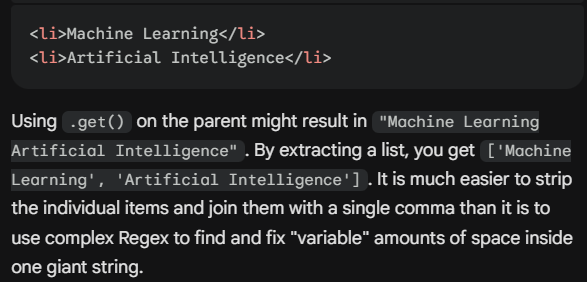 <li>Machine Learning</li>
<li>Artificial Intelligence</li>
Using .get() on the parent might result in "Machine Learning
Artificial Intelligence". By extracting a list, you get ['Machine
Learning', 'Artificial Intelligence']. It is much easier to strip
the individual items and join them with a single comma than it is to
use complex Regex to find and fix "variable" amounts of space inside
one giant string.